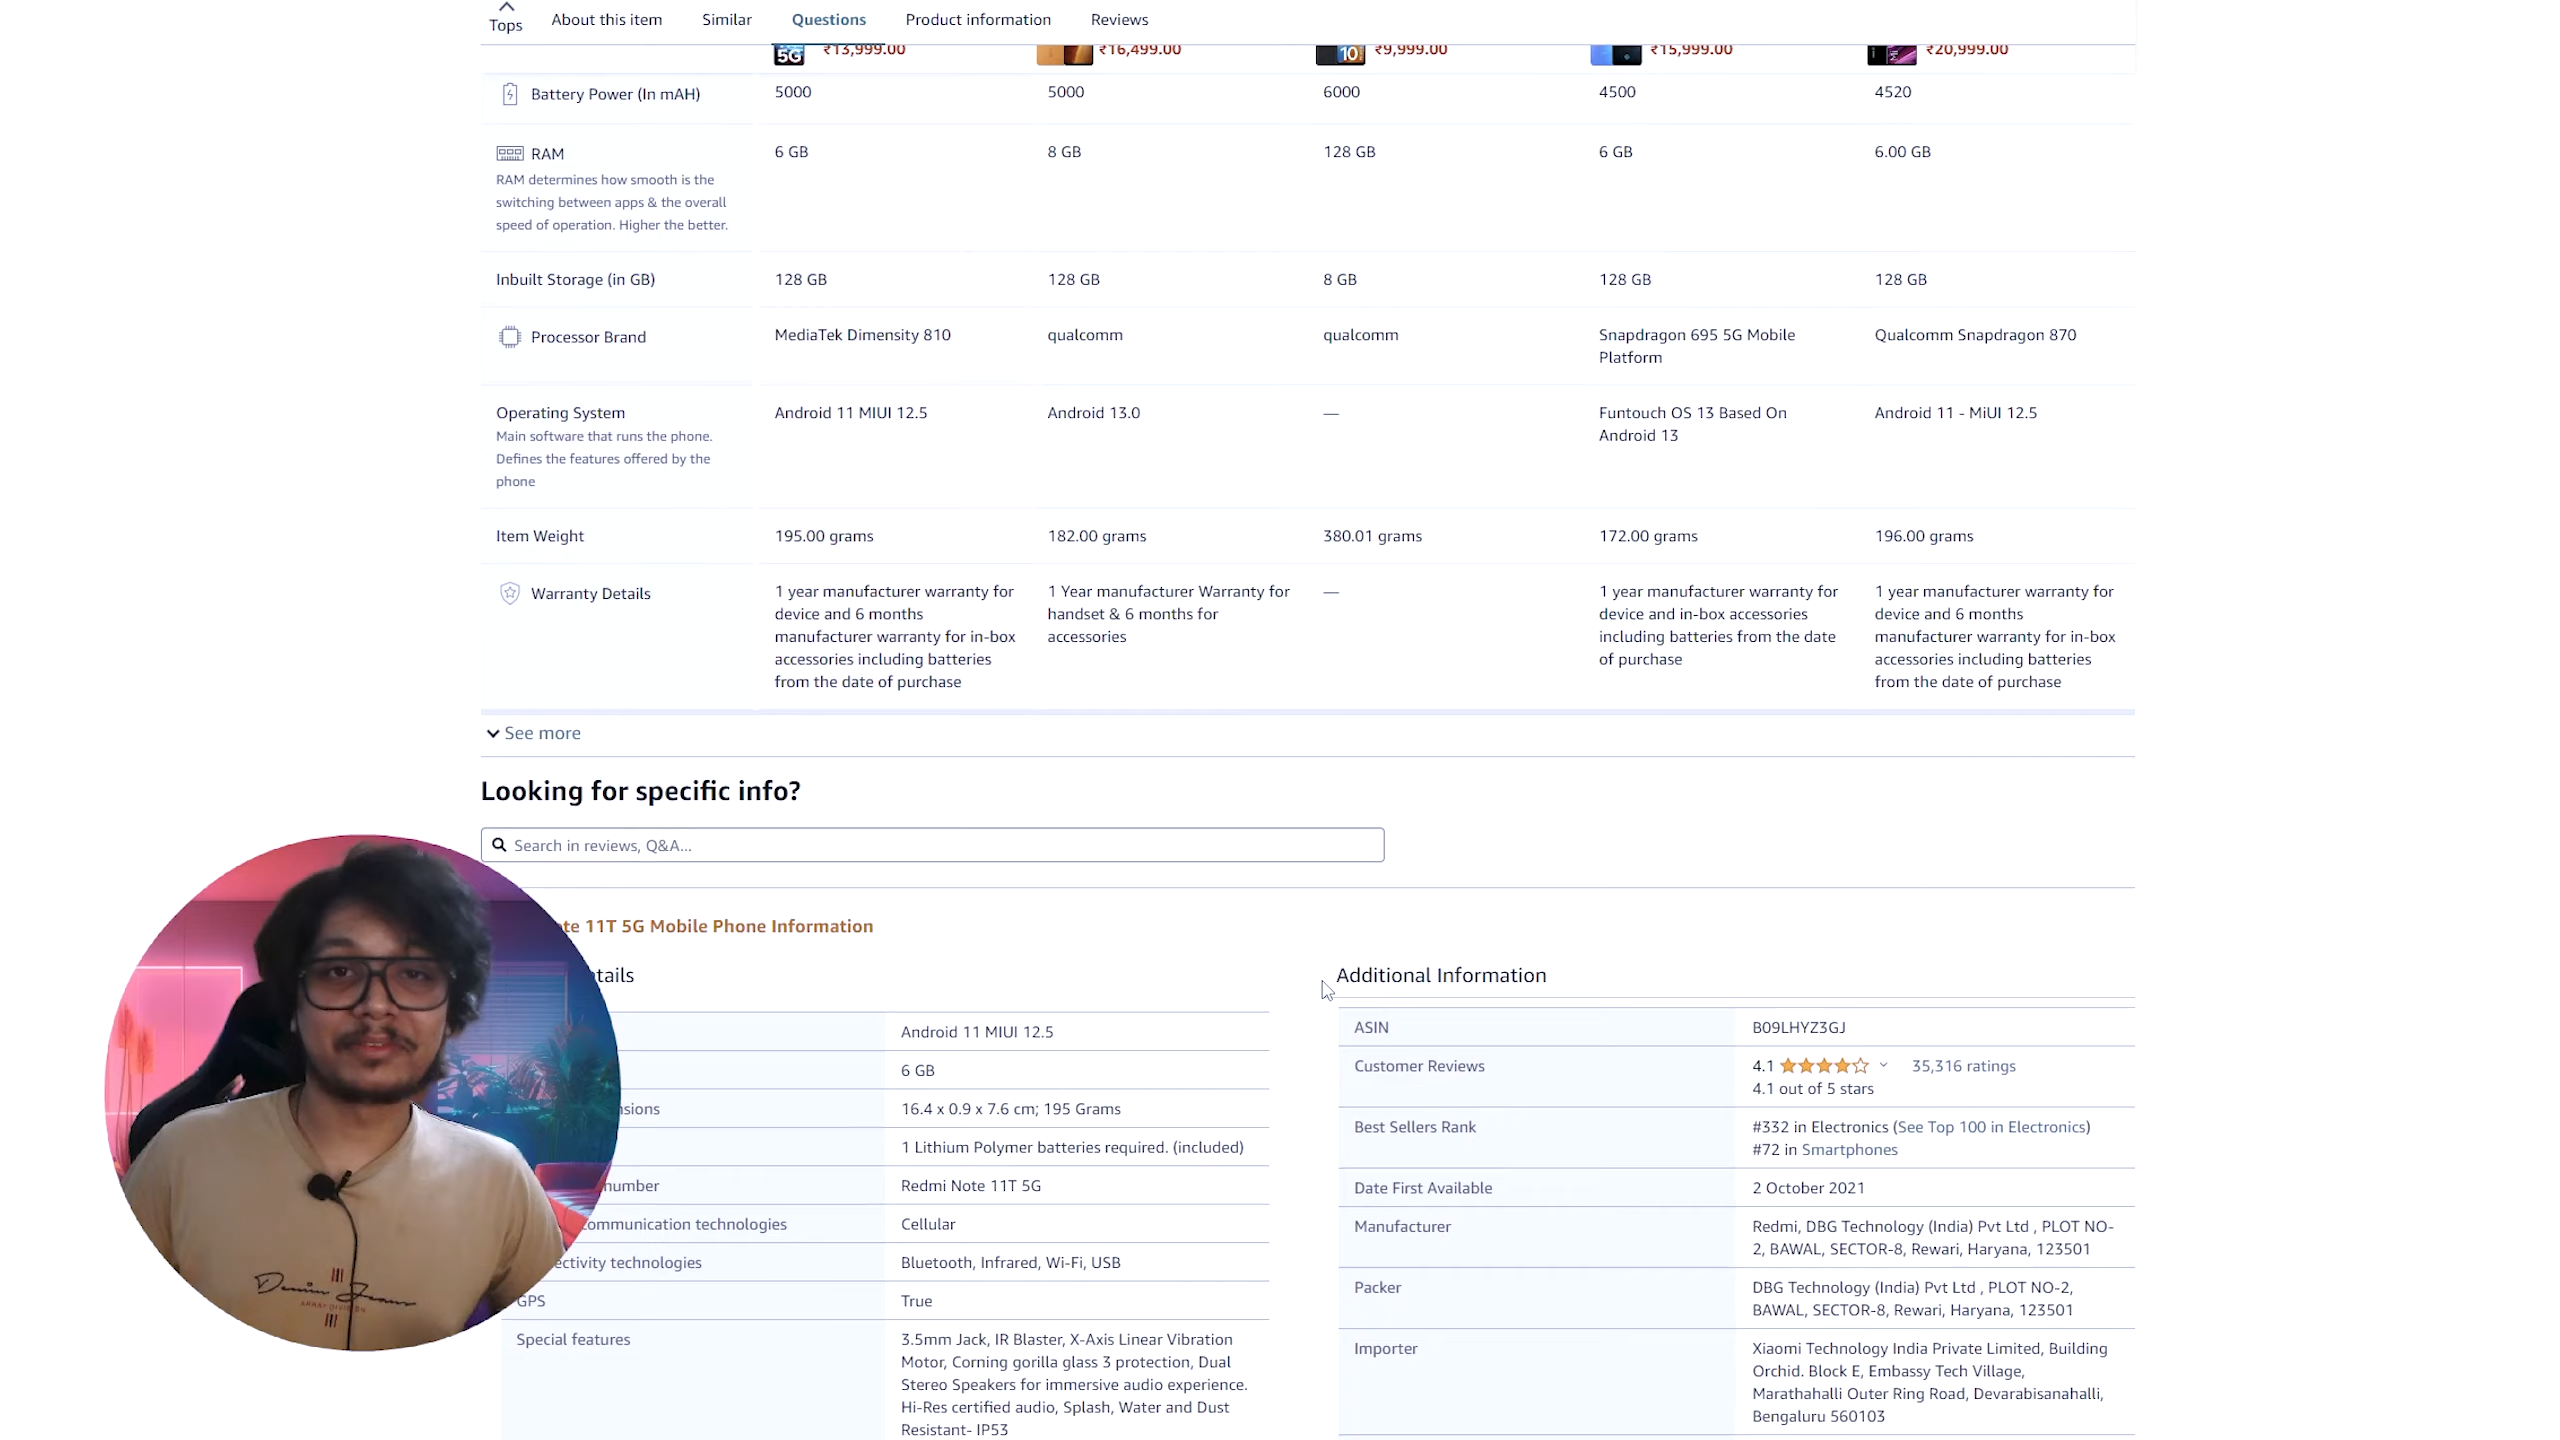 Tops
About this item
Similar
Questions
Product information
Reviews
5G ₹13,999.00
₹16,499.00
10 ₹9,999.00
₹15,999.00
₹20,999.00
Battery Power (In mAH) 5000 5000 6000 4500 4520
RAM 6 GB 8 GB 128 GB 6 GB 6.00 GB
RAM determines how smooth is the
switching between apps & the overall
speed of operation. Higher the better.
Inbuilt Storage (in GB) 128 GB 128 GB 8 GB 128 GB 128 GB
Processor Brand MediaTek Dimensity 810 qualcomm qualcomm Snapdragon 695 5G Mobile Qualcomm Snapdragon 870
Platform
Operating System Android 11 MIUI 12.5 Android 13.0 — Funtouch OS 13 Based On Android 11 - MiUI 12.5
Android 13
Main software that runs the phone.
Defines the features offered by the
phone
Item Weight 195.00 grams 182.00 grams 380.01 grams 172.00 grams 196.00 grams
Warranty Details
1 year manufacturer warranty for
device and 6 months
manufacturer warranty for in-box
accessories including batteries
from the date of purchase
1 Year manufacturer Warranty for
handset & 6 months for
accessories
—
1 year manufacturer warranty for
device and in-box accessories
including batteries from the date
of purchase
1 year manufacturer warranty for
device and 6 months
manufacturer warranty for in-box
accessories including batteries
from the date of purchase
See more
Looking for specific info?
Search in reviews, Q&A...
te 11T 5G Mobile Phone Information
tails
Android 11 MIUI 12.5
6 GB
nsions 16.4 x 0.9 x 7.6 cm; 195 Grams
1 Lithium Polymer batteries required. (included)
number Redmi Note 11T 5G
ommunication technologies Cellular
ectivity technologies Bluetooth, Infrared, Wi-Fi, USB
GPS True
Special features 3.5mm Jack, IR Blaster, X-Axis Linear Vibration
Motor, Corning gorilla glass 3 protection, Dual
Stereo Speakers for immersive audio experience.
Hi-Res certified audio, Splash, Water and Dust
Resistant- IP53
Additional Information
ASIN B09LHYZ3GJ
Customer Reviews 4.1 35,316 ratings
4.1 out of 5 stars
Best Sellers Rank #332 in Electronics (See Top 100 in Electronics)
#72 in Smartphones
Date First Available 2 October 2021
Manufacturer Redmi, DBG Technology (India) Pvt Ltd , PLOT NO-
2, BAWAL, SECTOR-8, Rewari, Haryana, 123501
Packer DBG Technology (India) Pvt Ltd , PLOT NO-2,
BAWAL, SECTOR-8, Rewari, Haryana, 123501
Importer Xiaomi Technology India Private Limited, Building
Orchid. Block E, Embassy Tech Village,
Marathahalli Outer Ring Road, Devarabisanahalli,
Bengaluru 560103
Denim Jeans